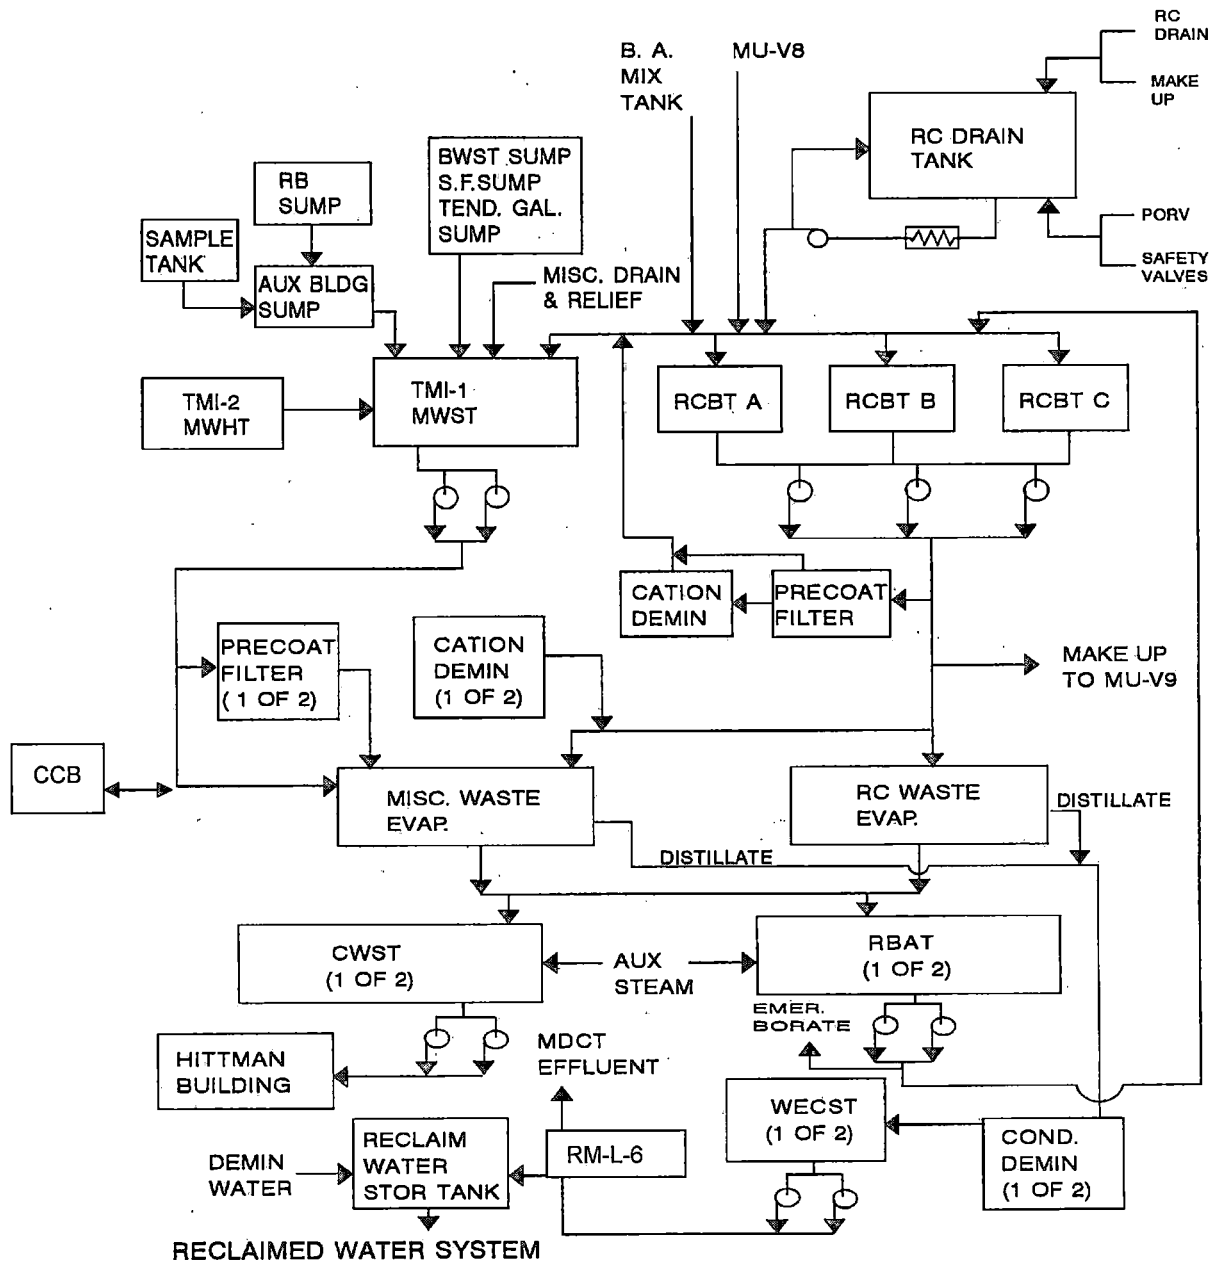 RC
DRAIN
MAKE
UP
B. A.
MIX
TANK
MU-V8
RC DRAIN
TANK
PORV
SAFETY
VALVES
BWST SUMP
S.F.SUMP
TEND. GAL.
SUMP
RB
SUMP
SAMPLE
TANK
AUX BLDG
SUMP
MISC. DRAIN
& RELIEF
TMI-2
MWHT
TMI-1
MWST
RCBT A
RCBT B
RCBT C
CATION
DEMIN
PRECOAT
FILTER
PRECOAT
FILTER
( 1 OF 2)
CATION
DEMIN
(1 OF 2)
MAKE UP
TO MU-V9
CCB
MISC. WASTE
EVAP.
RC WASTE
EVAP.
DISTILLATE
DISTILLATE
CWST
(1 OF 2)
AUX
STEAM
RBAT
(1 OF 2)
EMER.
BORATE
HITTMAN
BUILDING
MDCT
EFFLUENT
WECST
(1 OF 2)
COND.
DEMIN
(1 OF 2)
DEMIN
WATER
RECLAIM
WATER
STOR TANK
RM-L-6
RECLAIMED WATER SYSTEM